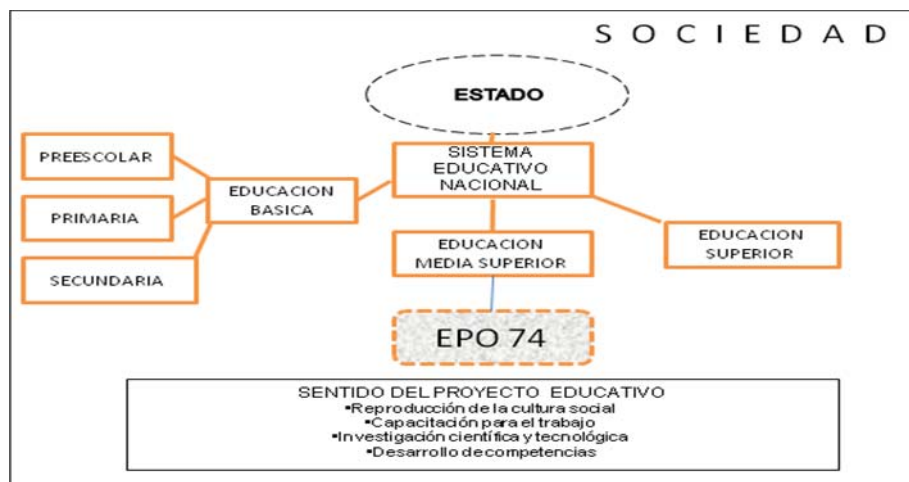 S O C I E D A D
ESTADO
SISTEMA
EDUCATIVO
NACIONAL
PREESCOLAR
PRIMARIA
SECUNDARIA
EDUCACION
BASICA
EDUCACION
MEDIA SUPERIOR
EDUCACION
SUPERIOR
EPO 74
SENTIDO DEL PROYECTO EDUCATIVO
▪Reproducción de la cultura social
▪Capacitación para el trabajo
▪Investigación científica y tecnológica
▪Desarrollo de competencias